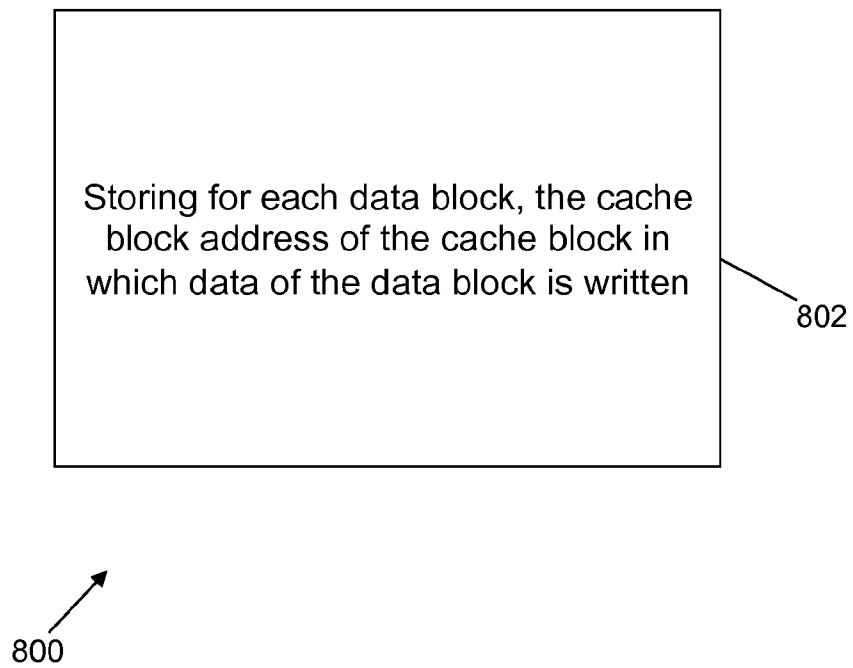 Storing for each data block, the cache
block address of the cache block in
which data of the data block is written
802
800